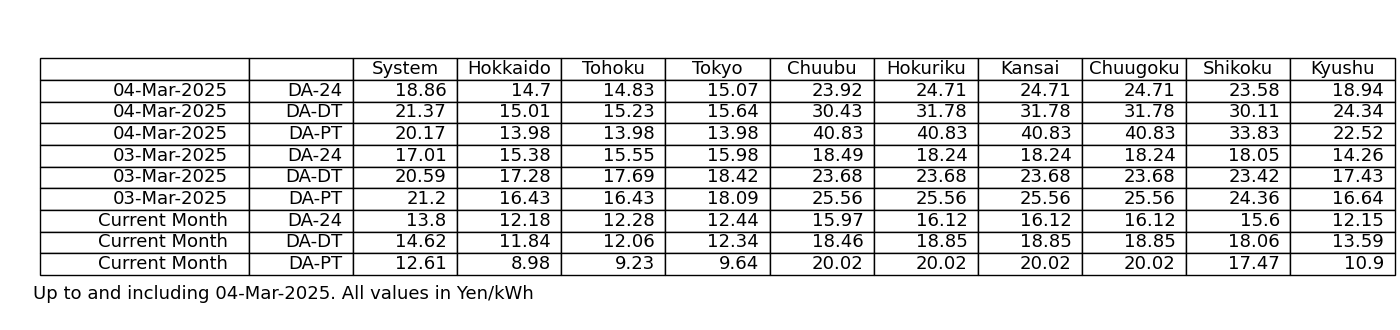 System Hokkaido Tohoku Tokyo Chuubu Hokuriku Kansai Chuugoku Shikoku Kyushu
04-Mar-2025 DA-24 18.86 14.7 14.83 15.07 23.92 24.71 24.71 24.71 23.58 18.94
04-Mar-2025 DA-DT 21.37 15.01 15.23 15.64 30.43 31.78 31.78 31.78 30.11 24.34
04-Mar-2025 DA-PT 20.17 13.98 13.98 13.98 40.83 40.83 40.83 40.83 33.83 22.52
03-Mar-2025 DA-24 17.01 15.38 15.55 15.98 18.49 18.24 18.24 18.24 18.05 14.26
03-Mar-2025 DA-DT 20.59 17.28 17.69 18.42 23.68 23.68 23.68 23.68 23.42 17.43
03-Mar-2025 DA-PT 21.2 16.43 16.43 18.09 25.56 25.56 25.56 25.56 24.36 16.64
Current Month DA-24 13.8 12.18 12.28 12.44 15.97 16.12 16.12 16.12 15.6 12.15
Current Month DA-DT 14.62 11.84 12.06 12.34 18.46 18.85 18.85 18.85 18.06 13.59
Current Month DA-PT 12.61 8.98 9.23 9.64 20.02 20.02 20.02 20.02 17.47 10.9
Up to and including 04-Mar-2025. All values in Yen/kWh